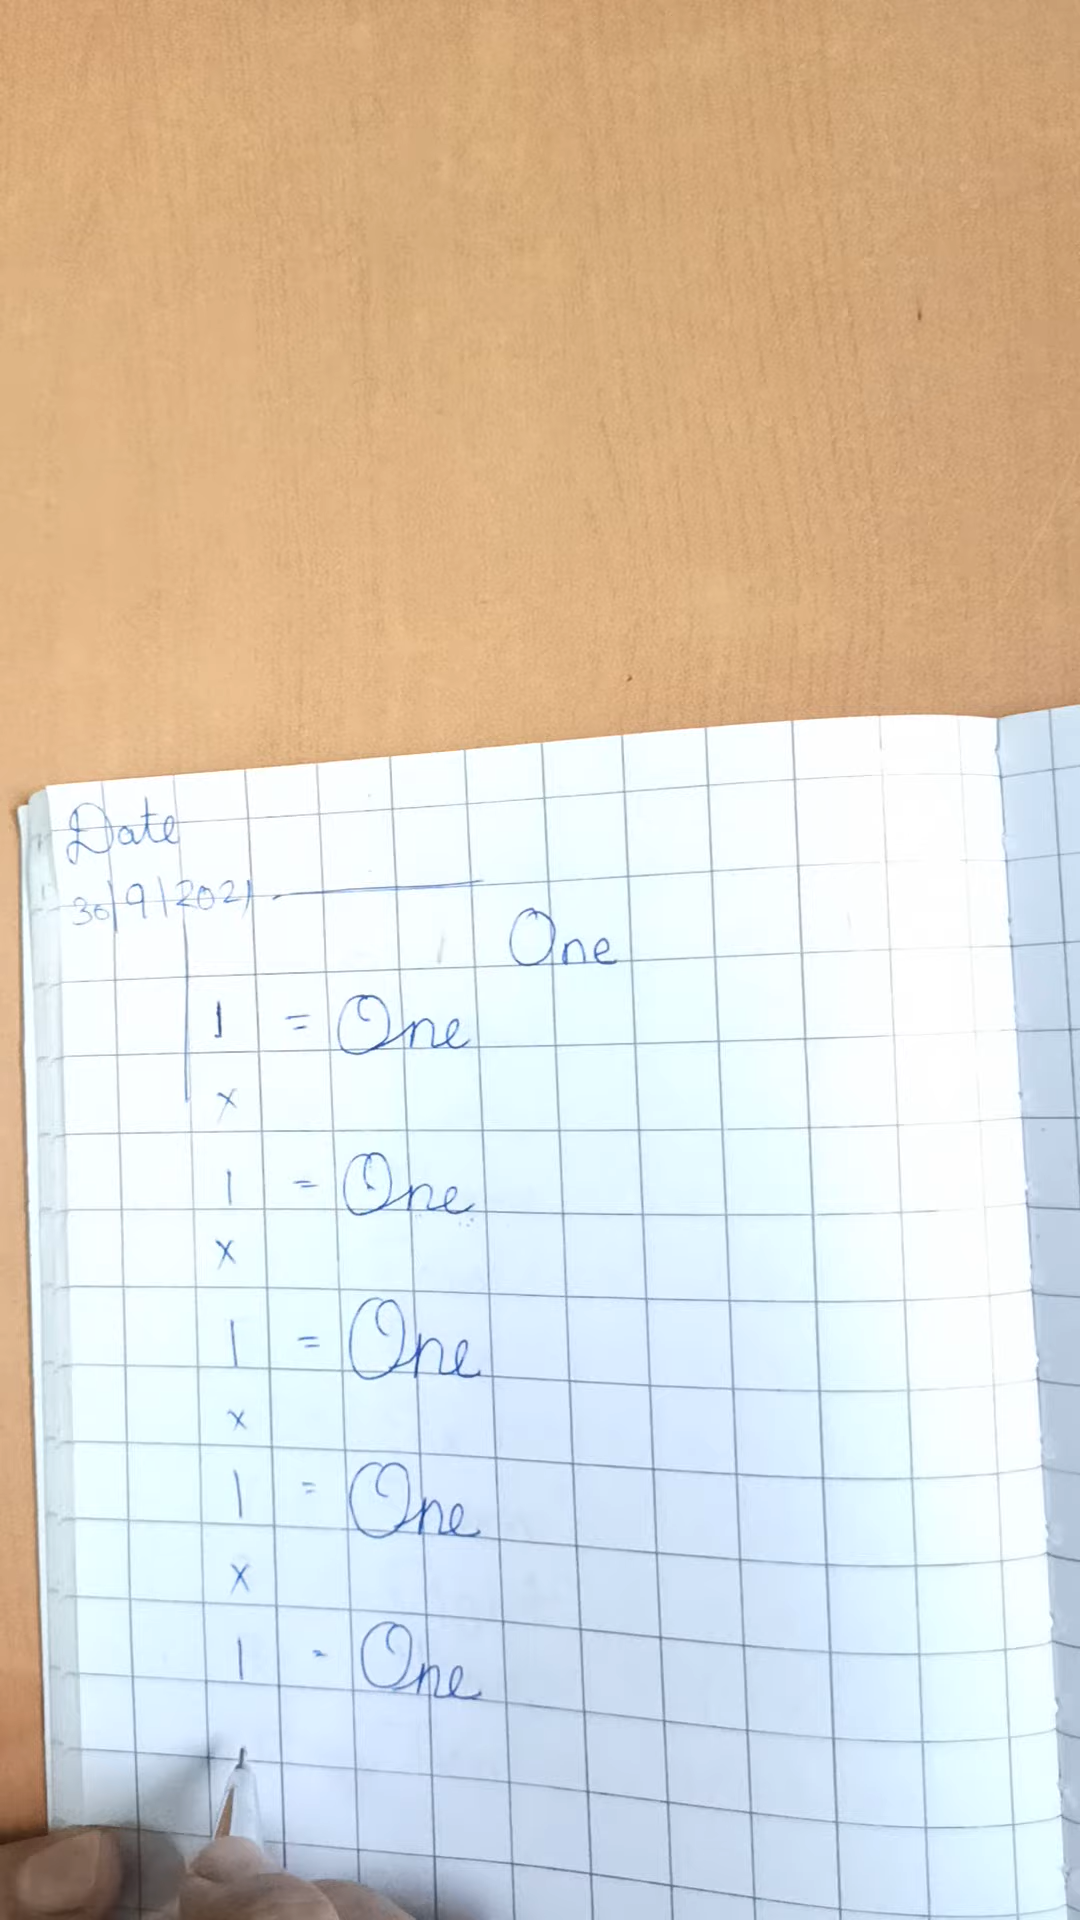 Date
30/9/2021
One
1 = One
x
1 = One
x
1 = One
x
1 = One
x
1 - One